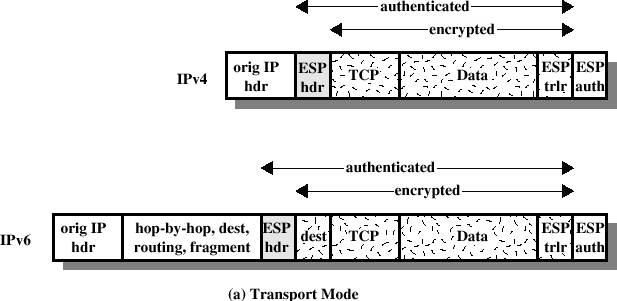 authenticated
encrypted
IPv4
orig IP
hdr
ESP
hdr
TCP
Data
ESP
trlr
ESP
auth
authenticated
encrypted
IPv6
orig IP
hdr
hop-by-hop, dest,
routing, fragment
ESP
hdr
dest
TCP
Data
ESP
trlr
ESP
auth
(a) Transport Mode